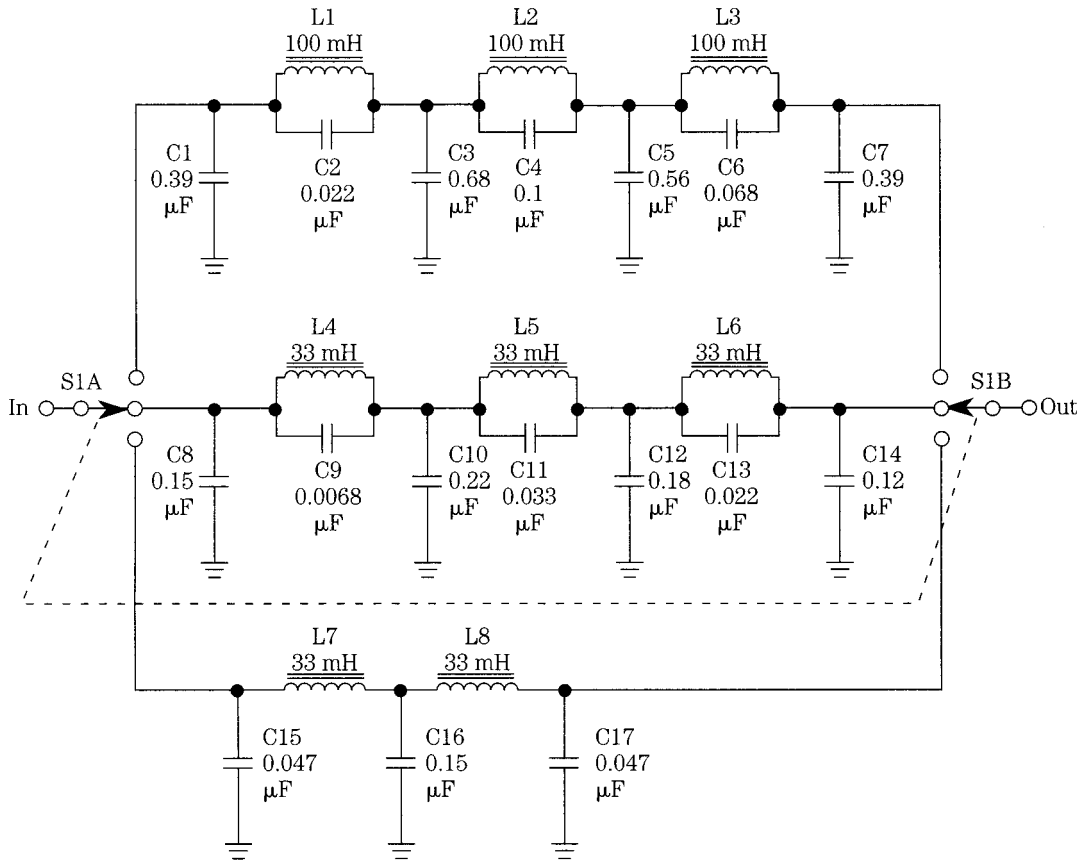 L1
100 mH
L2
100 mH
L3
100 mH
C1
0.39
µF
C2
0.022
µF
C3
0.68
µF
C4
0.1
µF
C5
0.56
µF
C6
0.068
µF
C7
0.39
µF
L4
33 mH
L5
33 mH
L6
33 mH
S1A
In
S1B
Out
C8
0.15
µF
C9
0.0068
µF
C10
0.22
µF
C11
0.033
µF
C12
0.18
µF
C13
0.022
µF
C14
0.12
µF
L7
33 mH
L8
33 mH
C15
0.047
µF
C16
0.15
µF
C17
0.047
µF